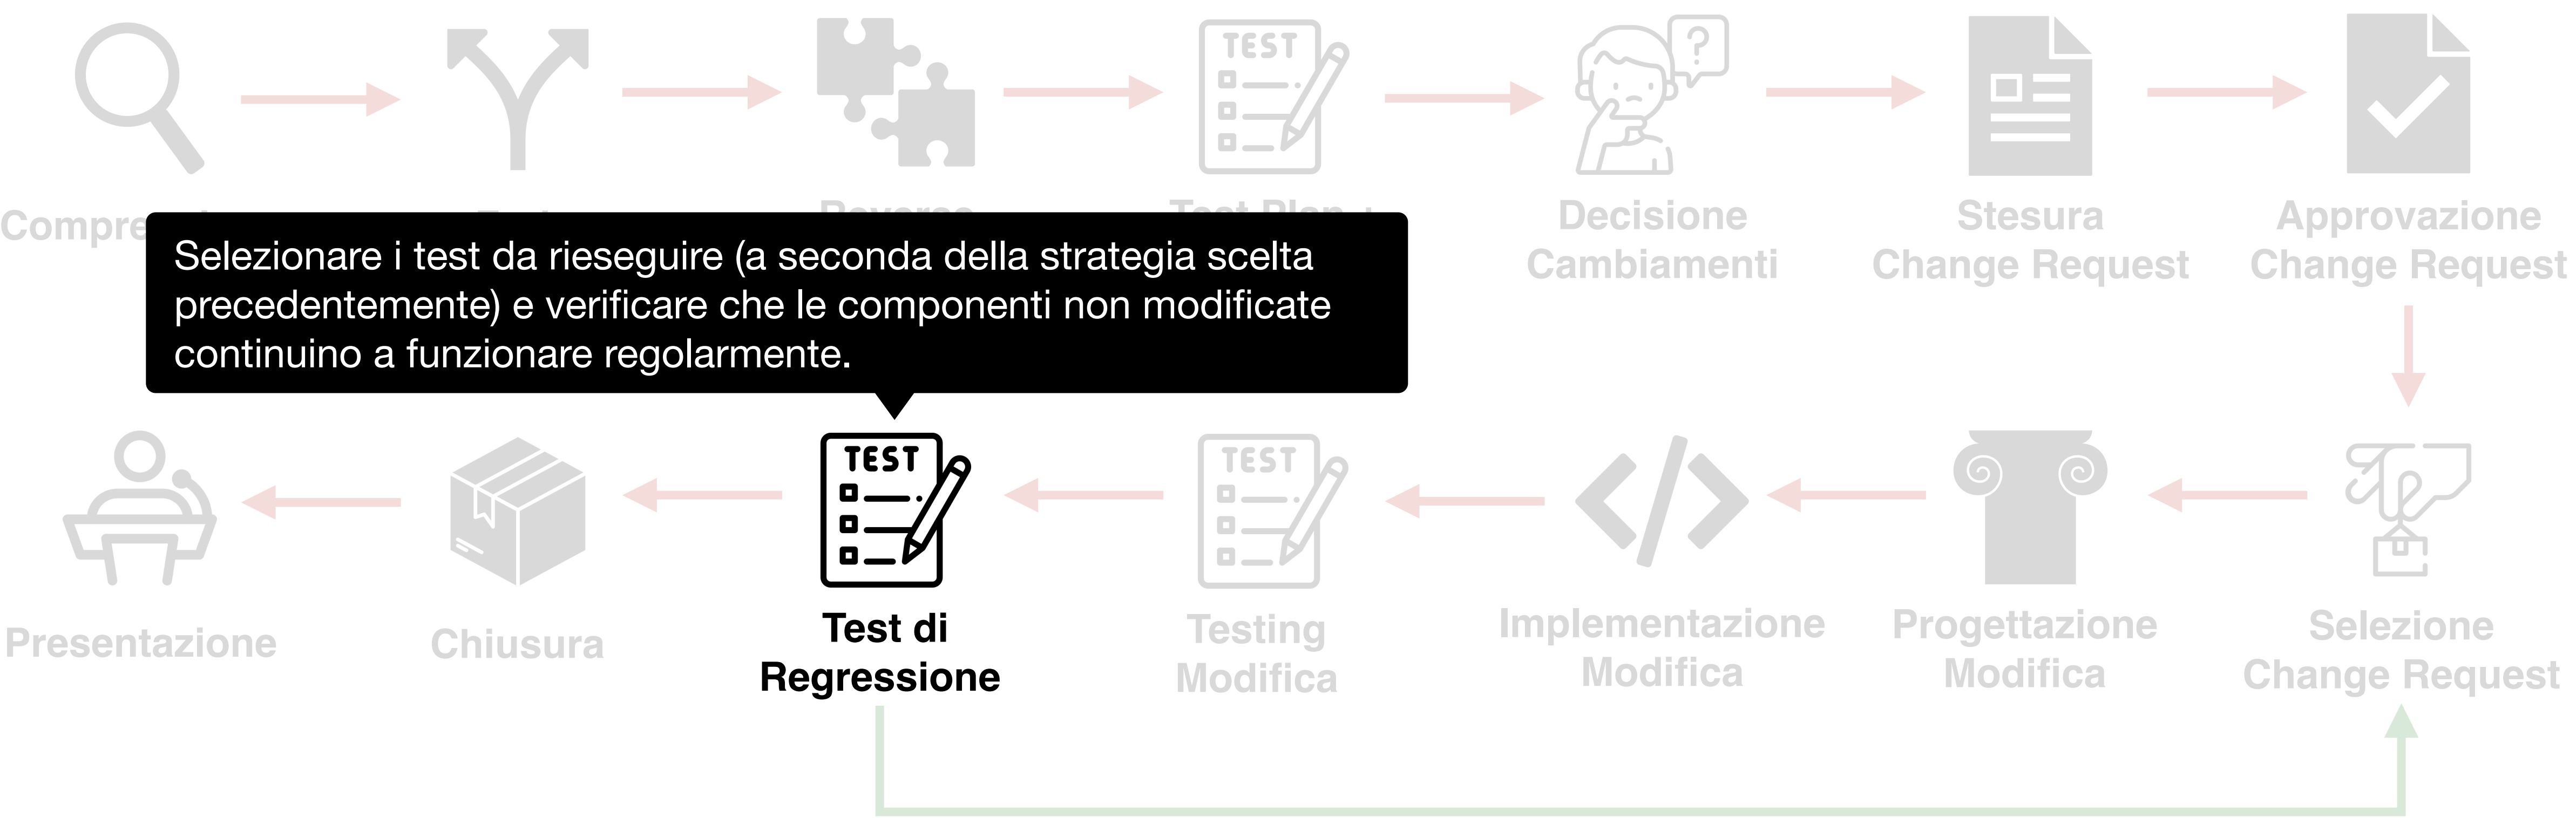 TEST
?
Decisione
Cambiamenti
Stesura
Change Request
Approvazione
Change Request
Selezionare i test da rieseguire (a seconda della strategia scelta
precedentemente) e verificare che le componenti non modificate
continuino a funzionare regolarmente.
TEST
TEST
Presentazione
Chiusura
Test di
Regressione
Testing
Modifica
Implementazione
Modifica
Progettazione
Modifica
Selezione
Change Request